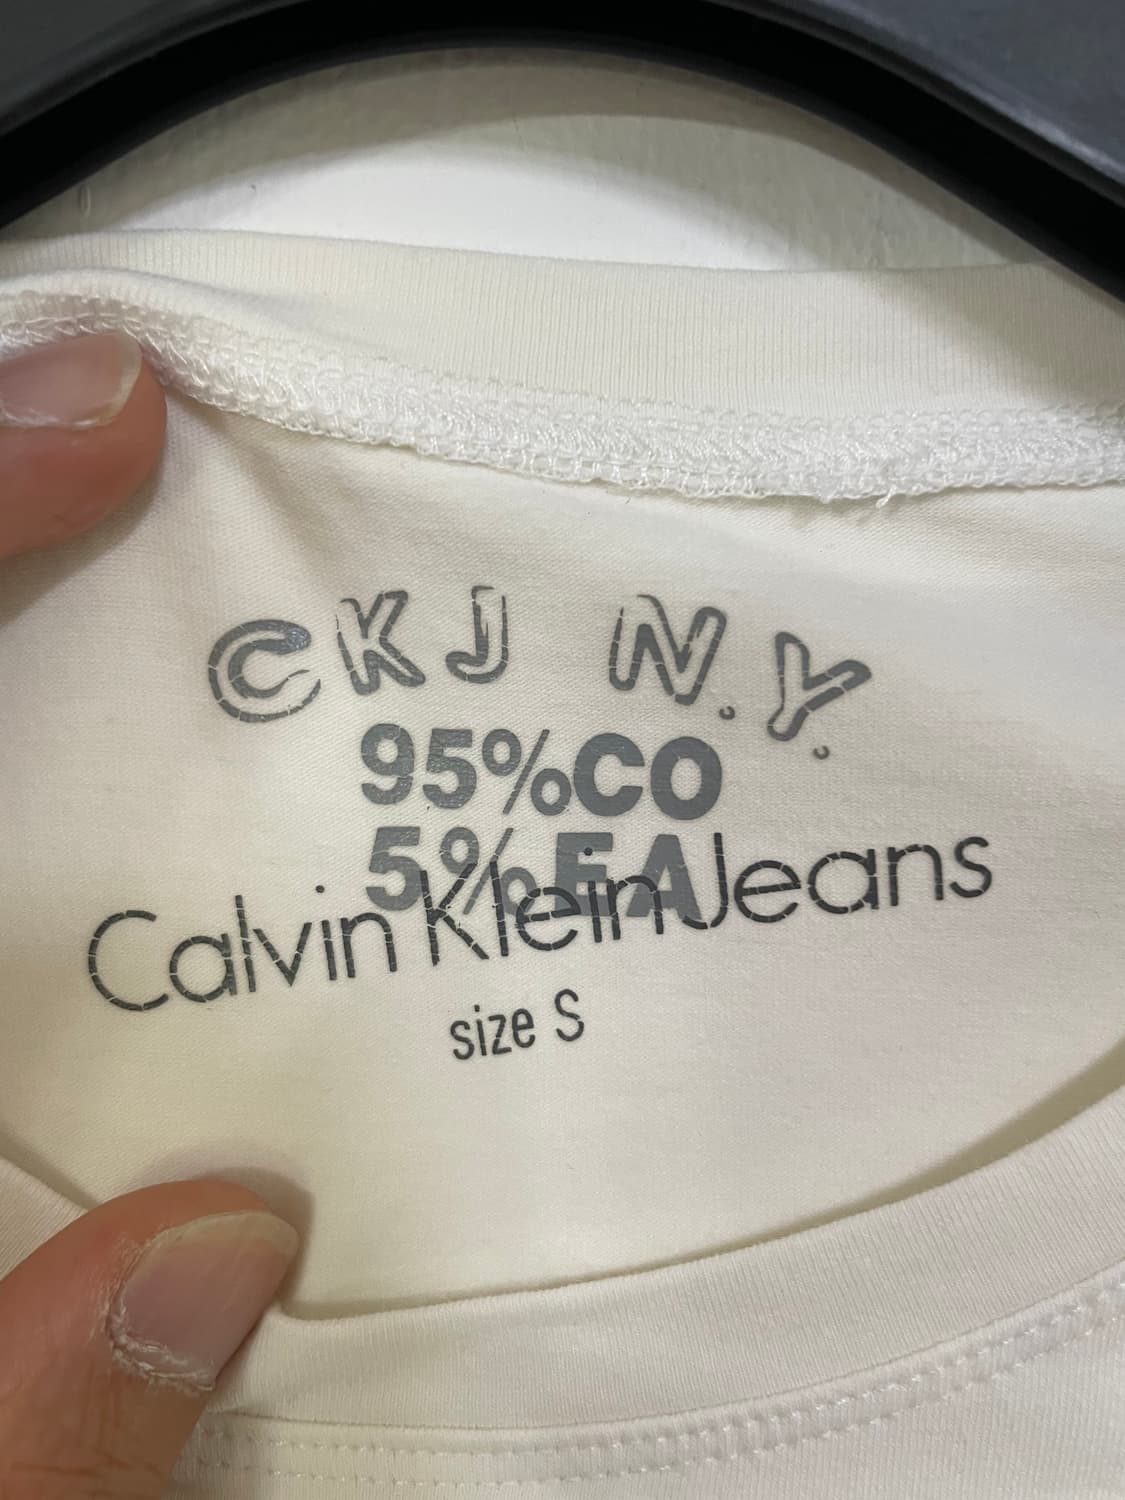 CKJ N.Y.
95%CO
5%EA
Calvin Klein Jeans
size S